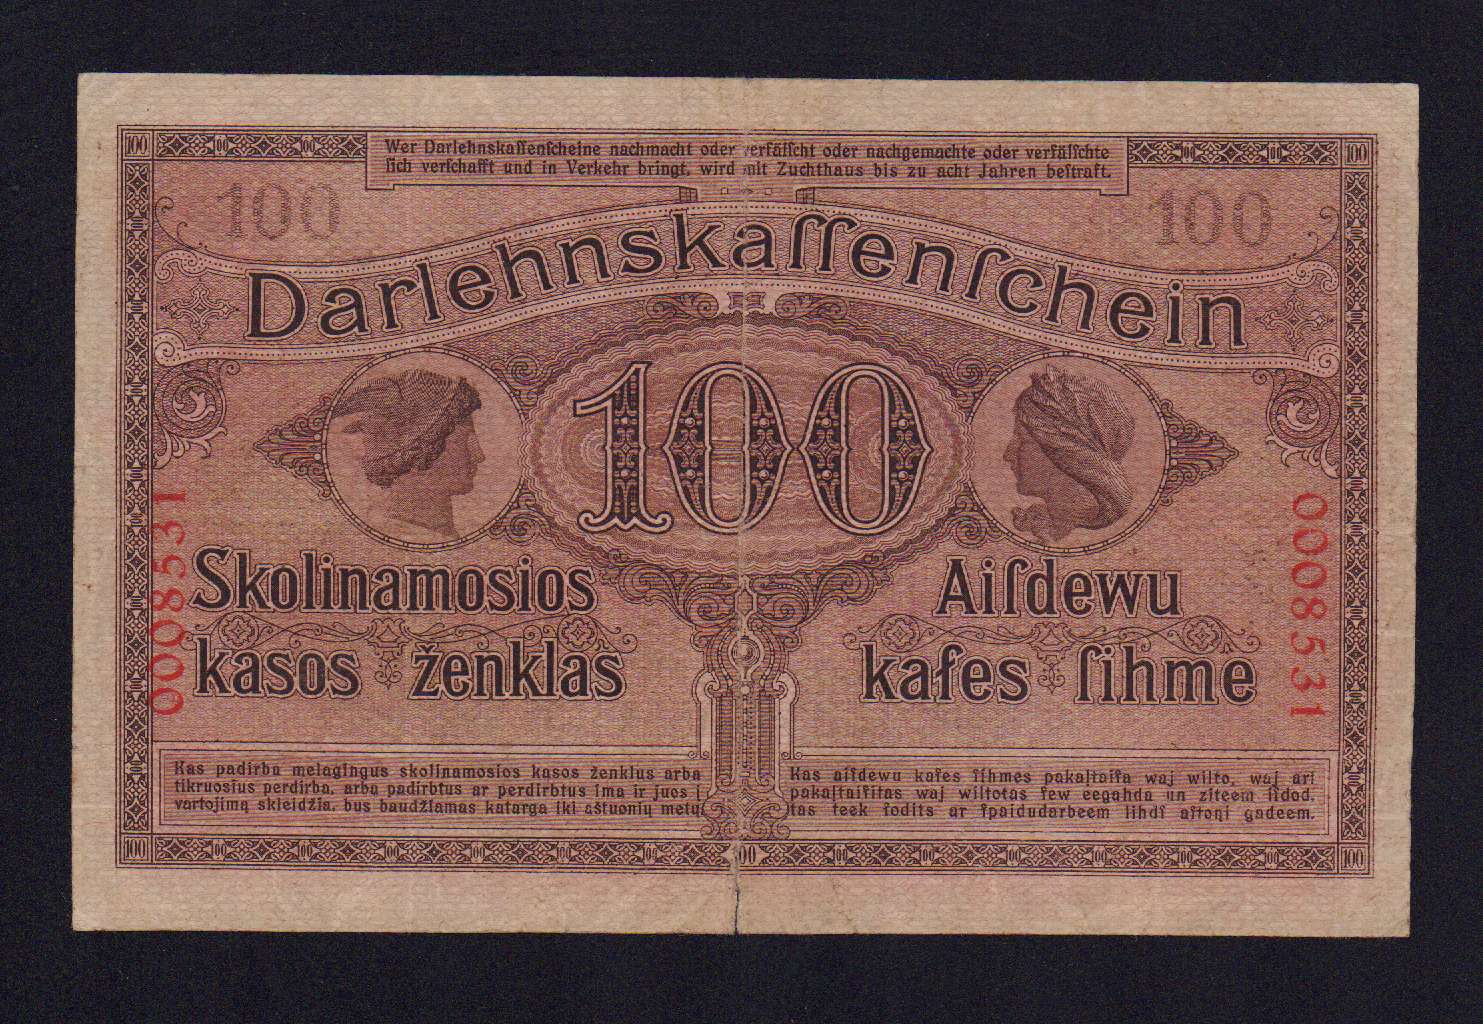 100
100
Wer Darlehnskaſſenſcheine nachmacht oder verfälſcht oder nachgemachte oder verfälſchte
ſich verſchafft und in Verkehr bringt, wird mit Zuchthaus bis zu acht Jahren beſtraft.
100 100
Darlehnskaſſenſchein
100
Skolinamosios
kasos ženklas
Aiſdewu
kaſes ſihme
0008531
0008531
Kas padirba melagingus skolinamosios kasos ženklus arba
tikruosius perdirba, arba padirbtus ar perdirbtus ima ir juos į
vartojimą skleidžia, bus baudžiamas katarga iki aštuonių metų.
Kas aiſdewu kaſes ſihmes pakaļtaiſa waj wilto, waj arī
pakaļtaiſitas waj wiltotas ſew eegahda un ziteem iſdod,
tas teek ſodits ar ſpaidudarbeem lihdſ aſtoņi gadeem.
100
100